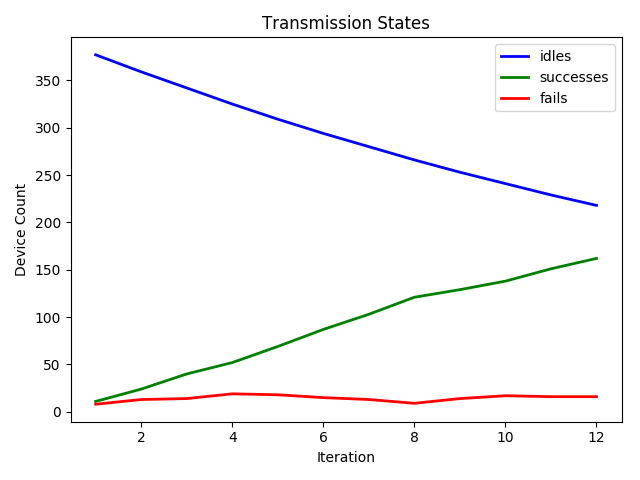 Transmission States
idles
successes
fails
350
300
250
200
150
100
50
0
Device Count
2 4 6 8 10 12
Iteration